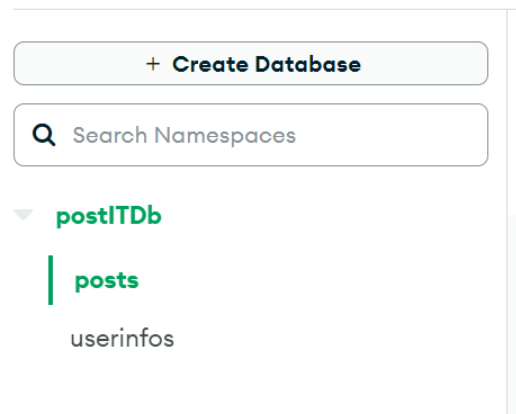 + Create Database
Search Namespaces
postITDb
posts
userinfos